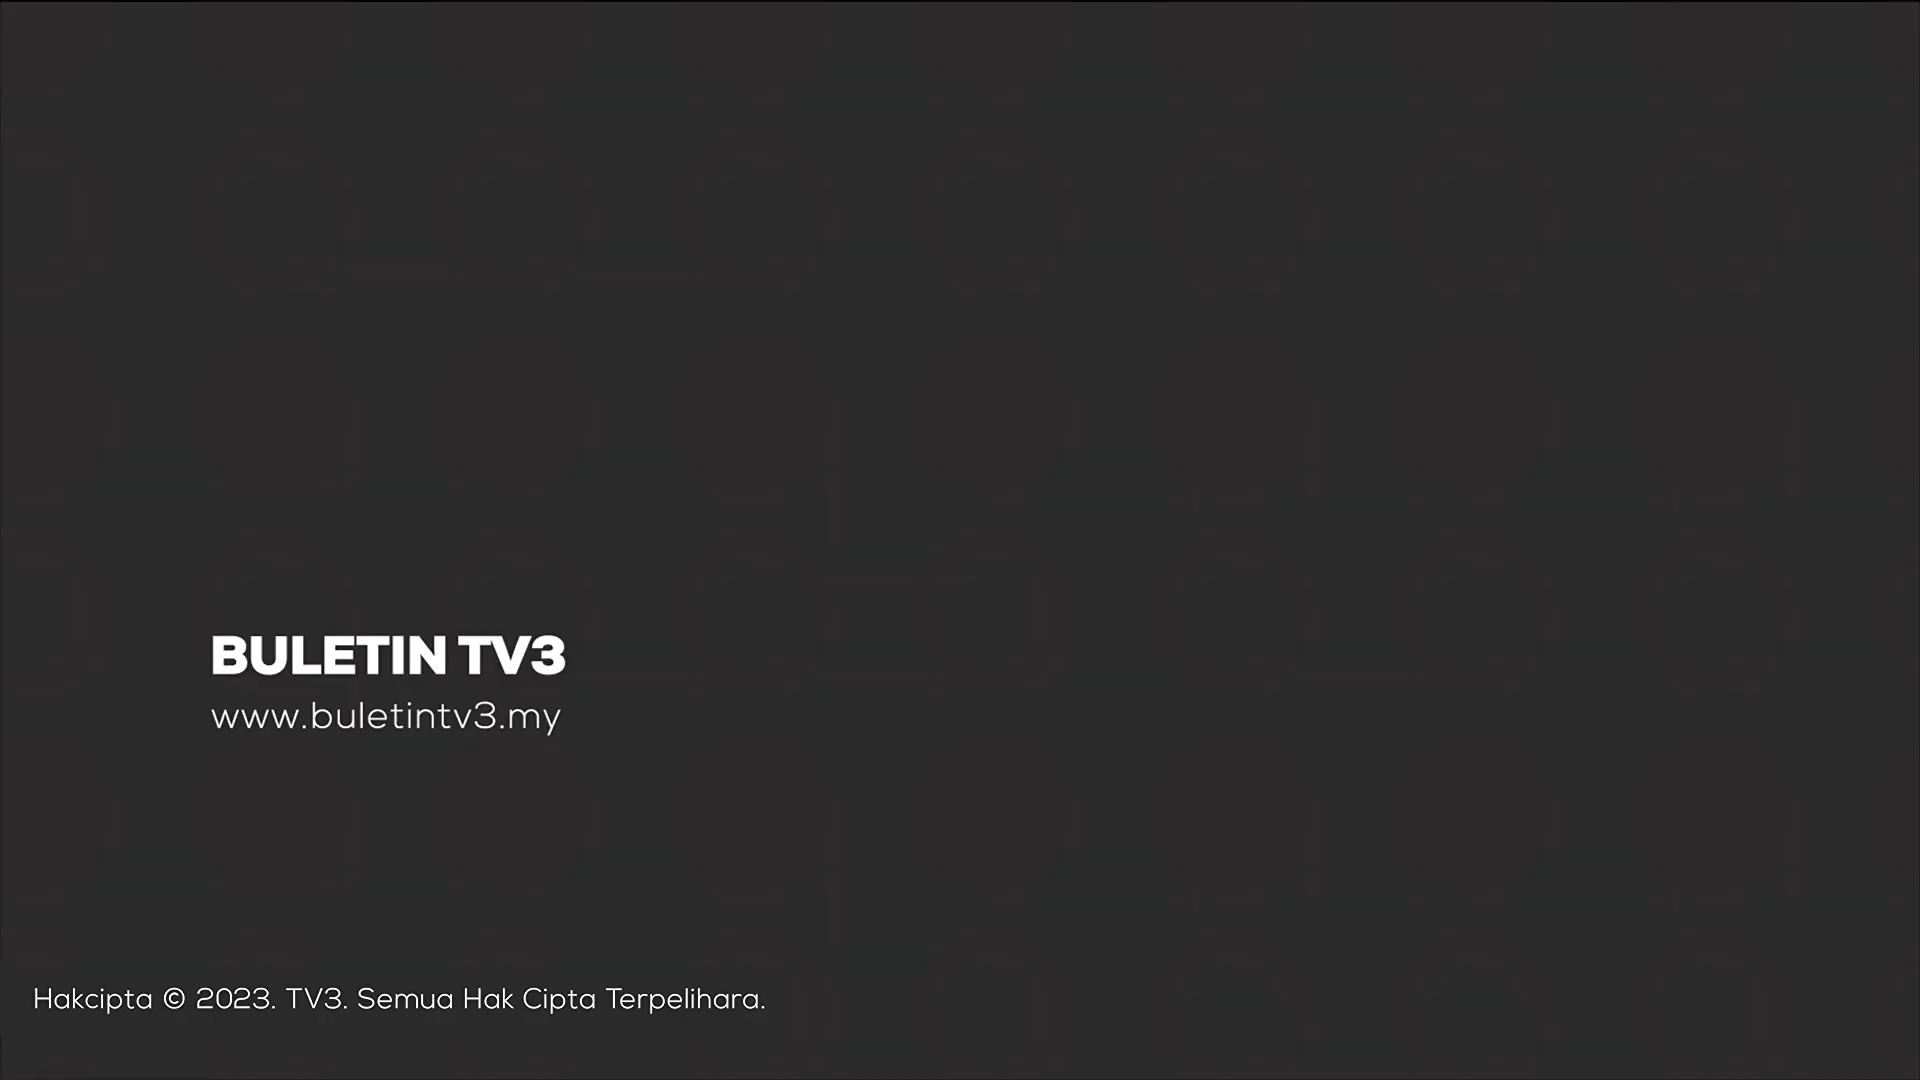 BULETIN TV3
www.buletintv3.my
Hakcipta © 2023. TV3. Semua Hak Cipta Terpelihara.